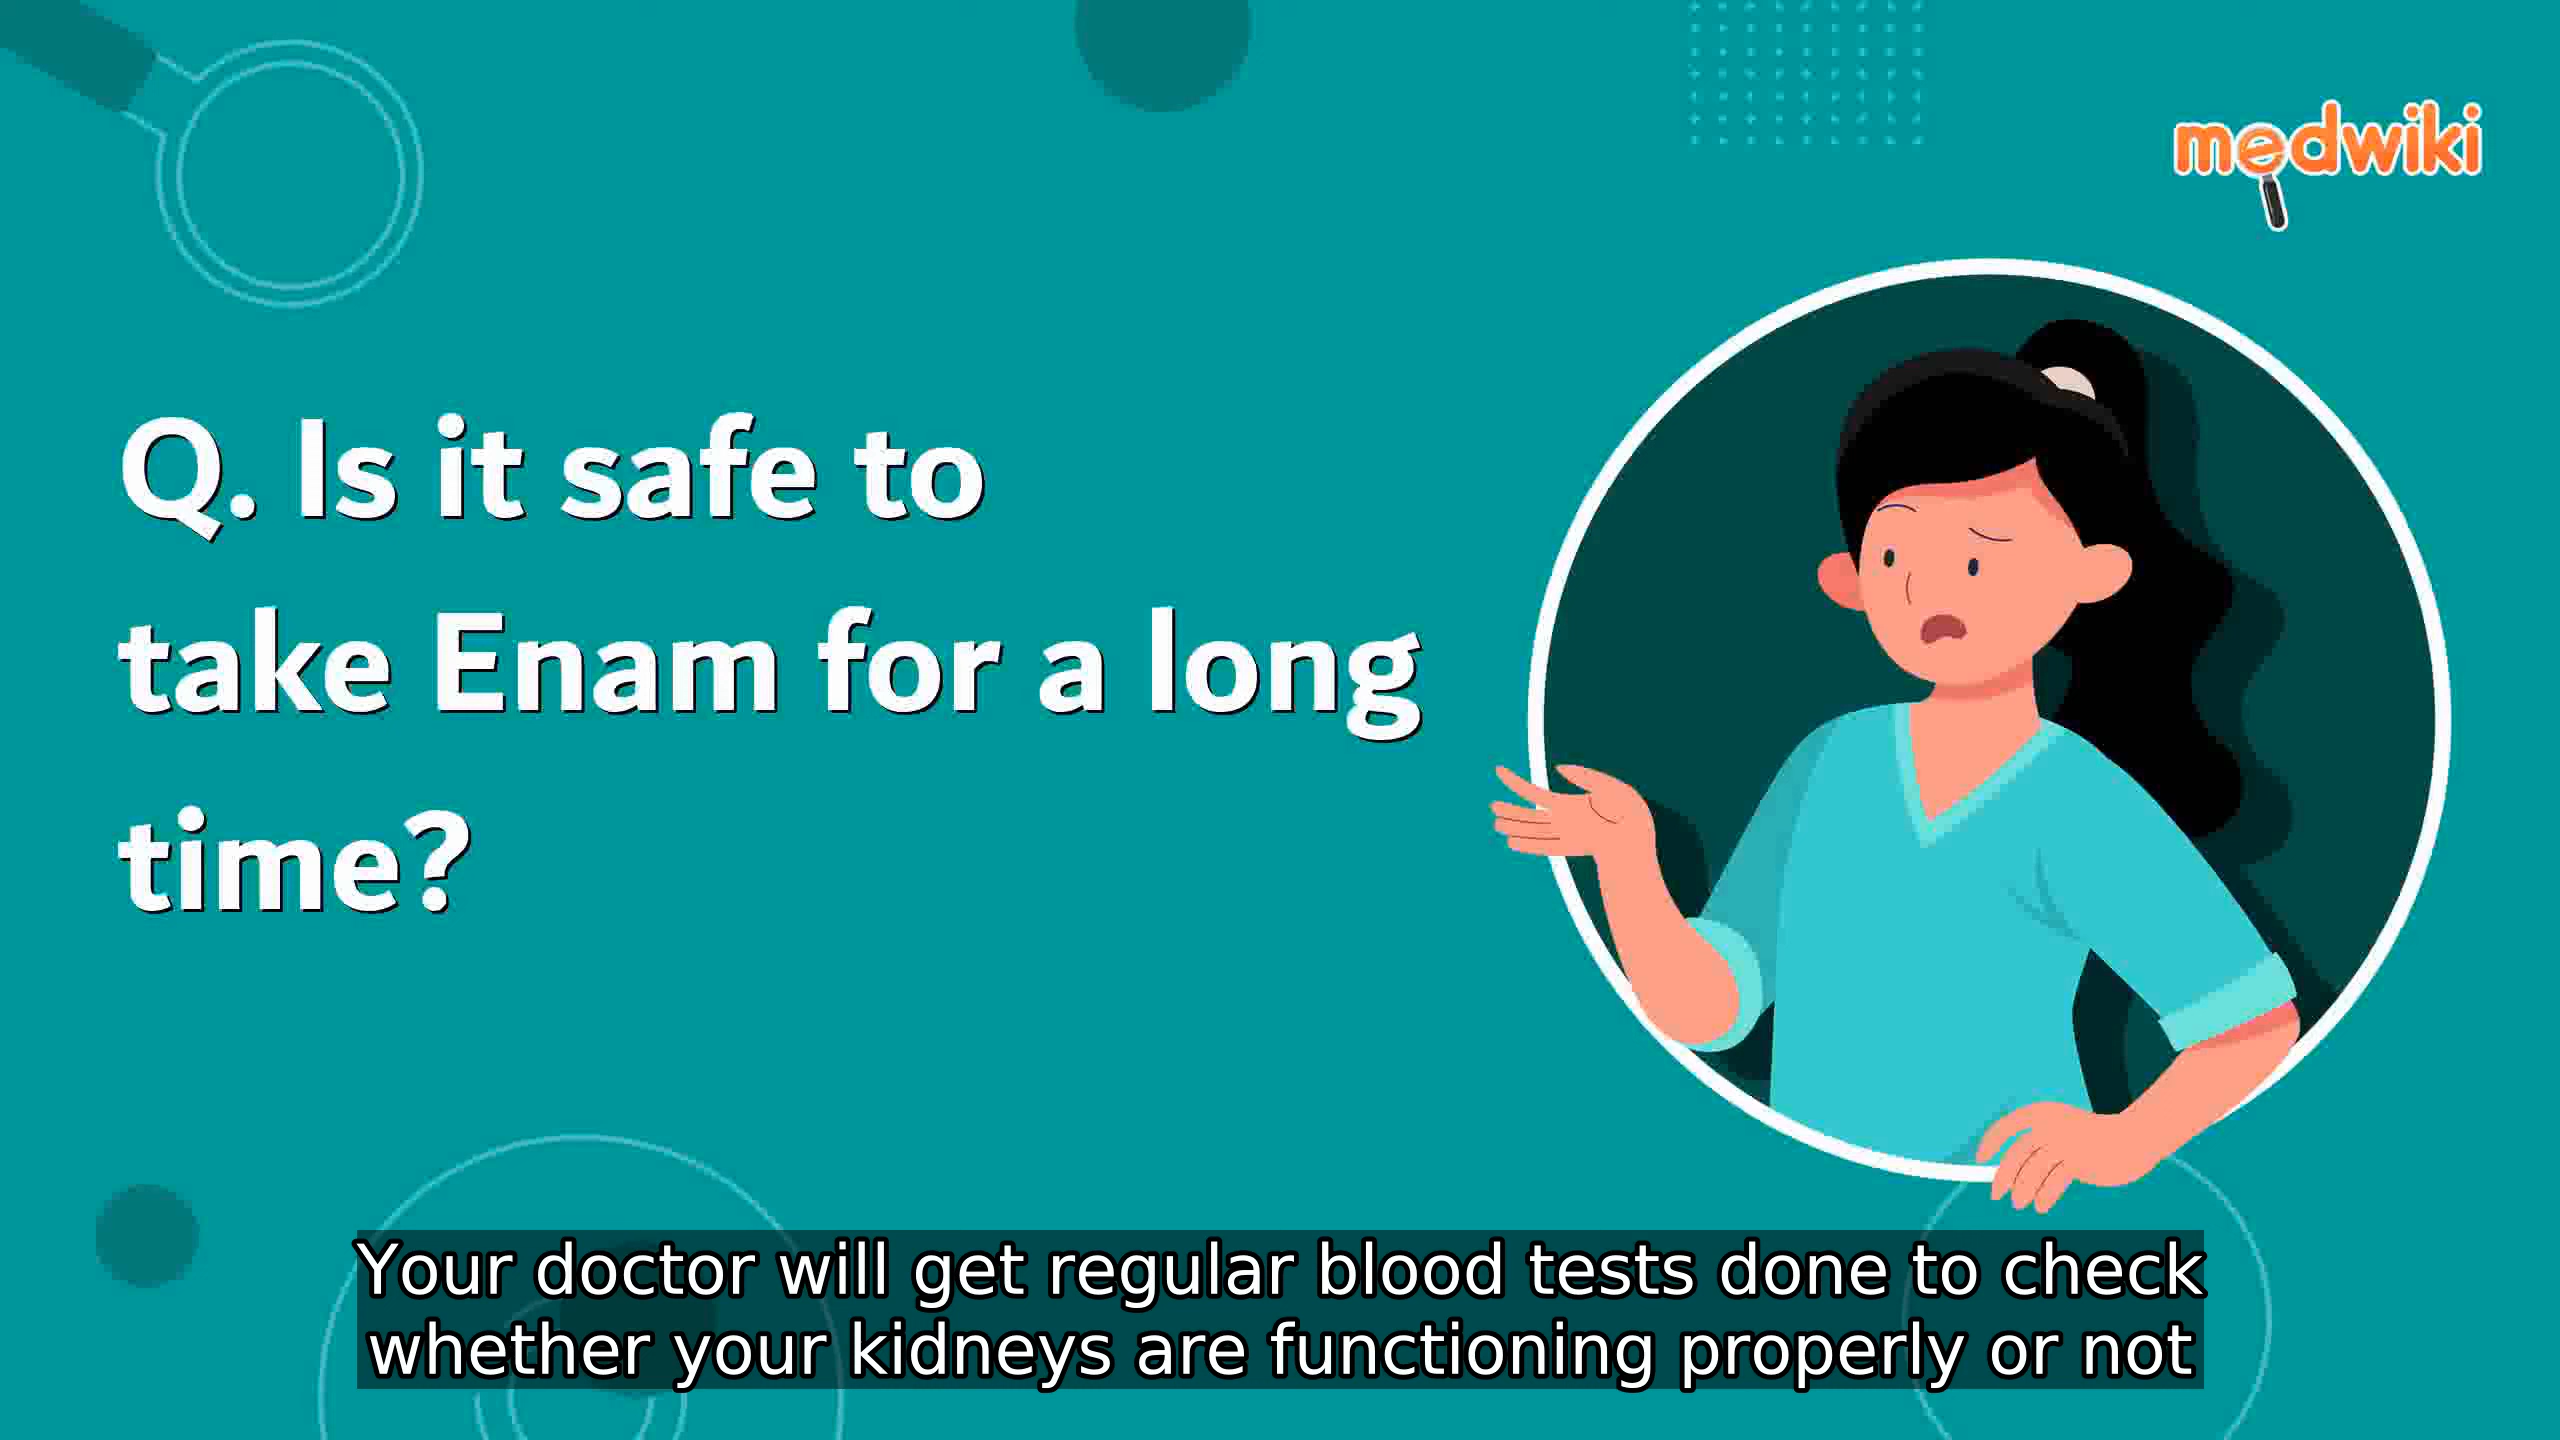 medwiki
Q. Is it safe to
take Enam for a long
time?
Your doctor will get regular blood tests done to check
whether your kidneys are functioning properly or not